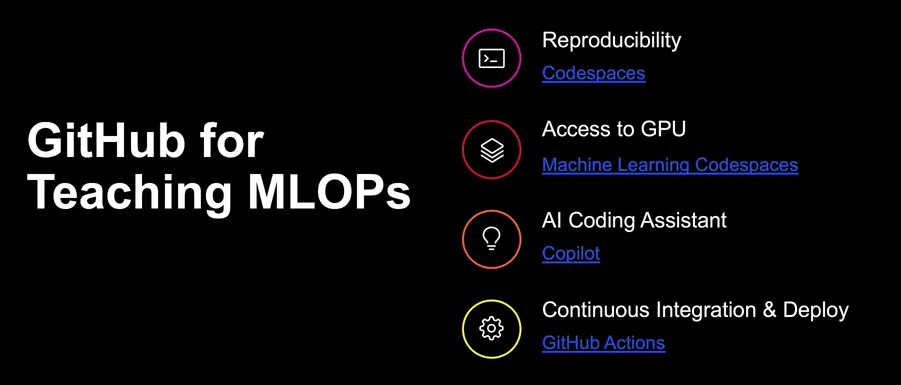 GitHub for
Teaching MLOPs
Reproducibility
Codespaces
Access to GPU
Machine Learning Codespaces
AI Coding Assistant
Copilot
Continuous Integration & Deploy
GitHub Actions